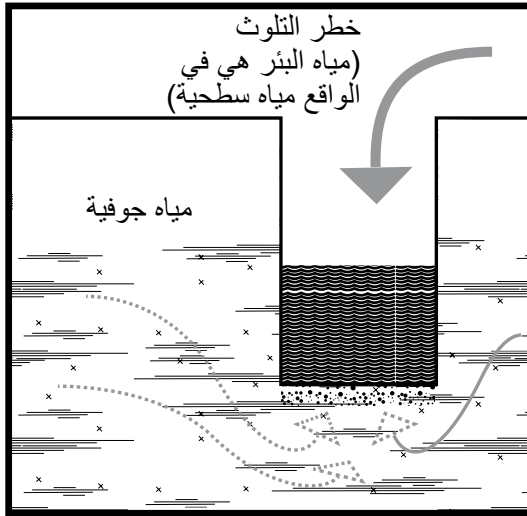 خطر التلوث
(مياه البئر هي في
الواقع مياه سطحية)
مياه جوفية